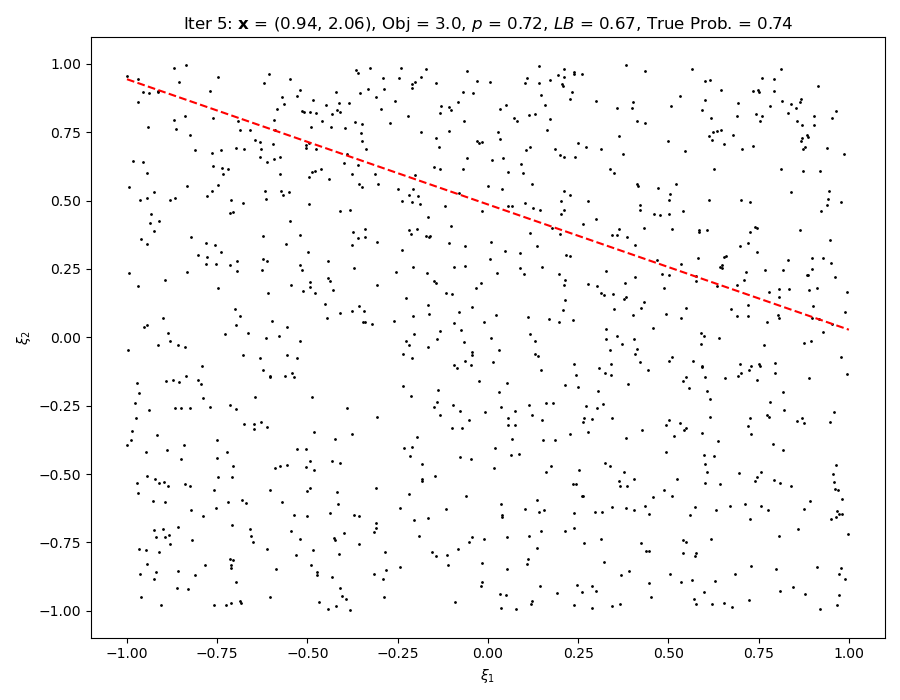 Iter 5: x = (0.94, 2.06), Obj = 3.0, p = 0.72, LB = 0.67, True Prob. = 0.74
1.00
0.75
0.50
0.25
0.00
−0.25
−0.50
−0.75
−1.00
ξ₂
−1.00 −0.75 −0.50 −0.25 0.00 0.25 0.50 0.75 1.00
ξ₁